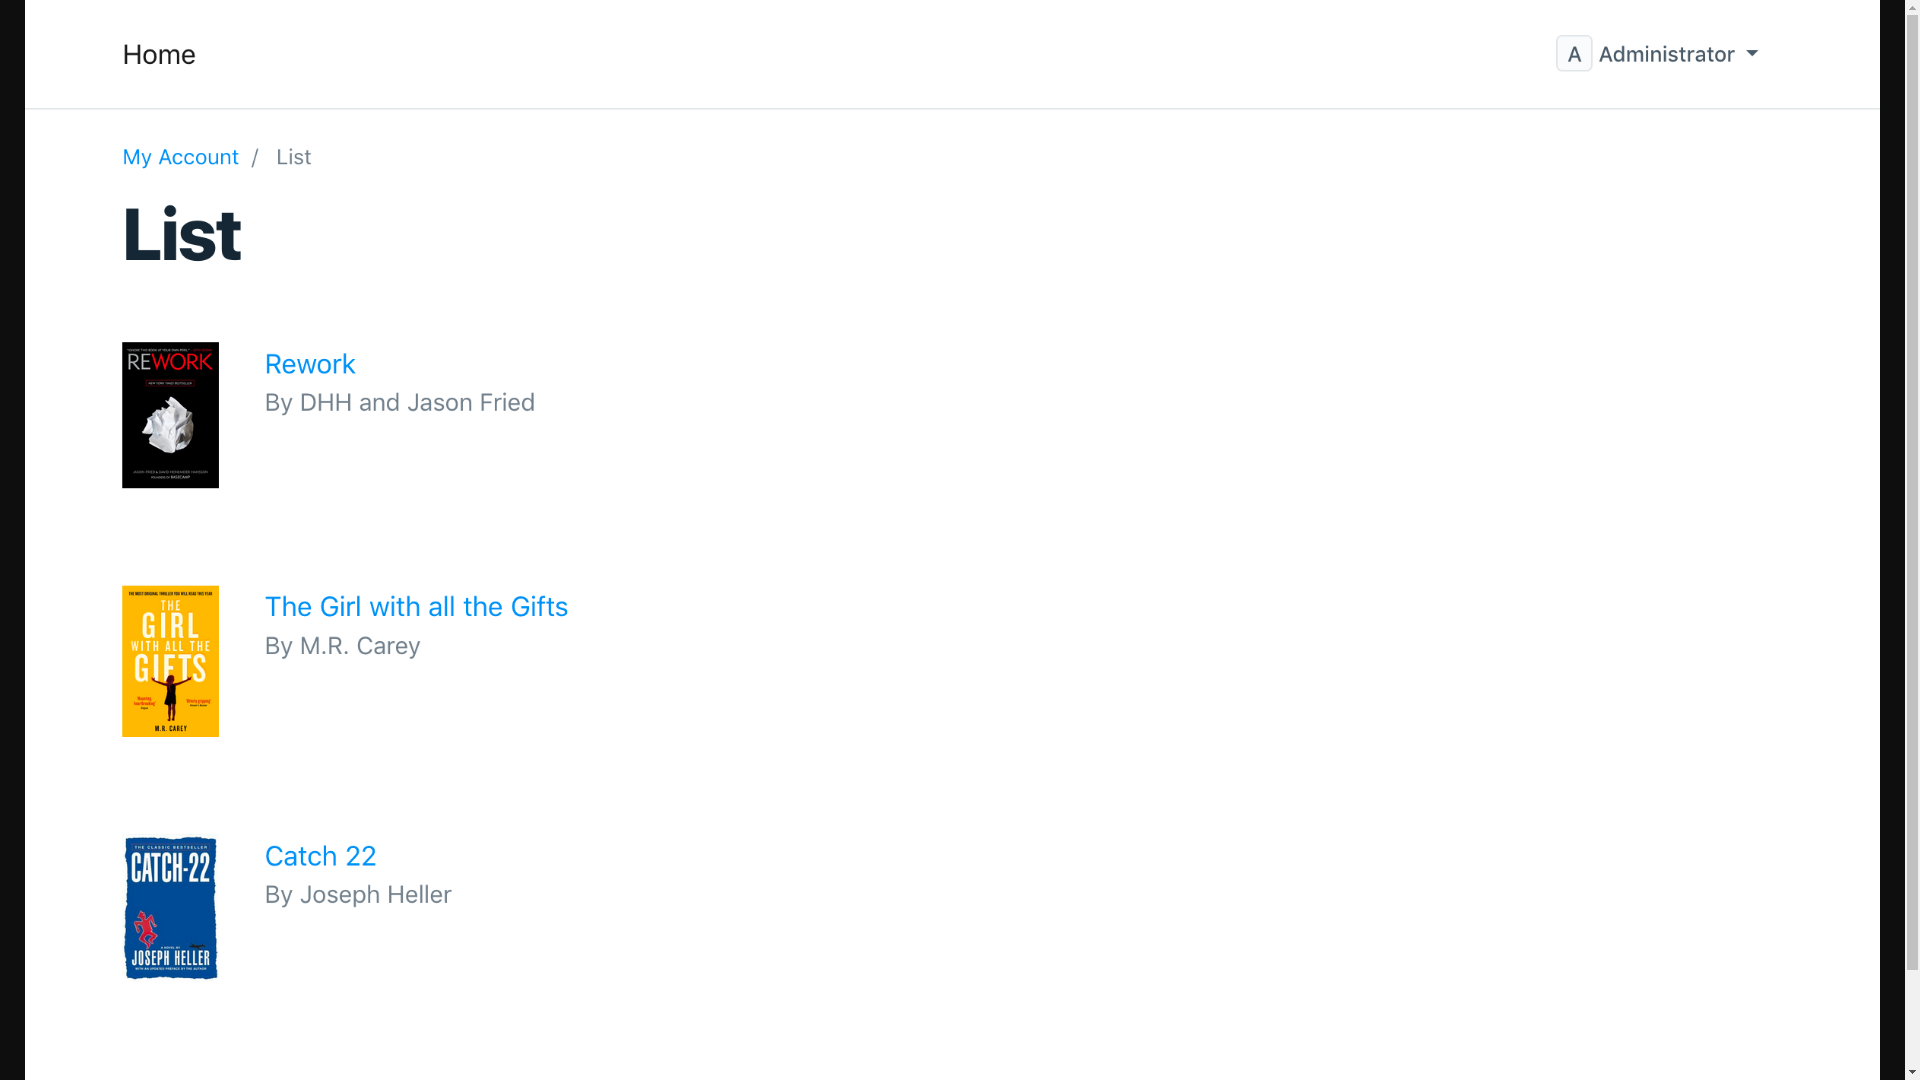 Home
A Administrator
My Account / List
List
REWORK
NEW YORK TIMES BESTSELLER
Rework
By DHH and Jason Fried
THE
GIRL
WITH ALL THE
GIFTS
M.R. CAREY
The Girl with all the Gifts
By M.R. Carey
THE CLASSIC BESTSELLER
CATCH-22
A NOVEL BY
JOSEPH HELLER
Catch 22
By Joseph Heller